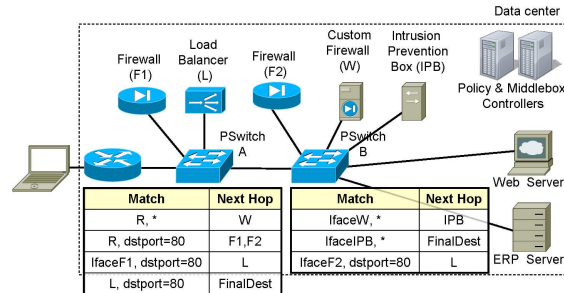 Data center
Firewall
(F1)
Load
Balancer
(L)
Firewall
(F2)
Custom
Firewall
(W)
Intrusion
Prevention
Box (IPB)
Policy & Middlebox
Controllers
PSwitch
A
PSwitch
B
Web Server
ERP Server
Match Next Hop
R, * W
R, dstport=80 F1,F2
IfaceF1, dstport=80 L
L, dstport=80 FinalDest
Match Next Hop
IfaceW, * IPB
IfaceIPB, * FinalDest
IfaceF2, dstport=80 L